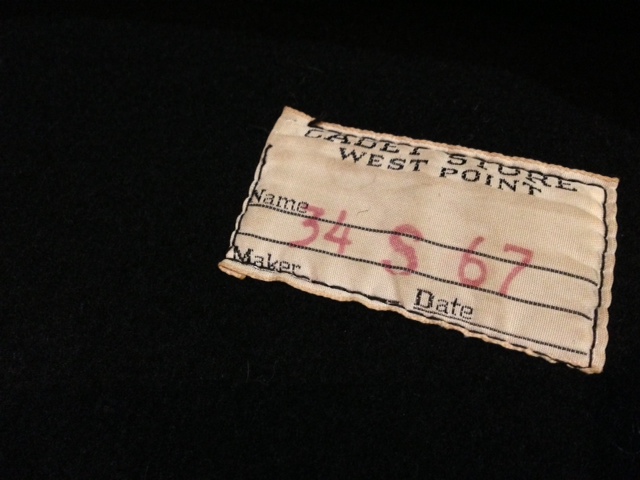 CADET STORE
WEST POINT
Name
34 S 67
Maker
Date